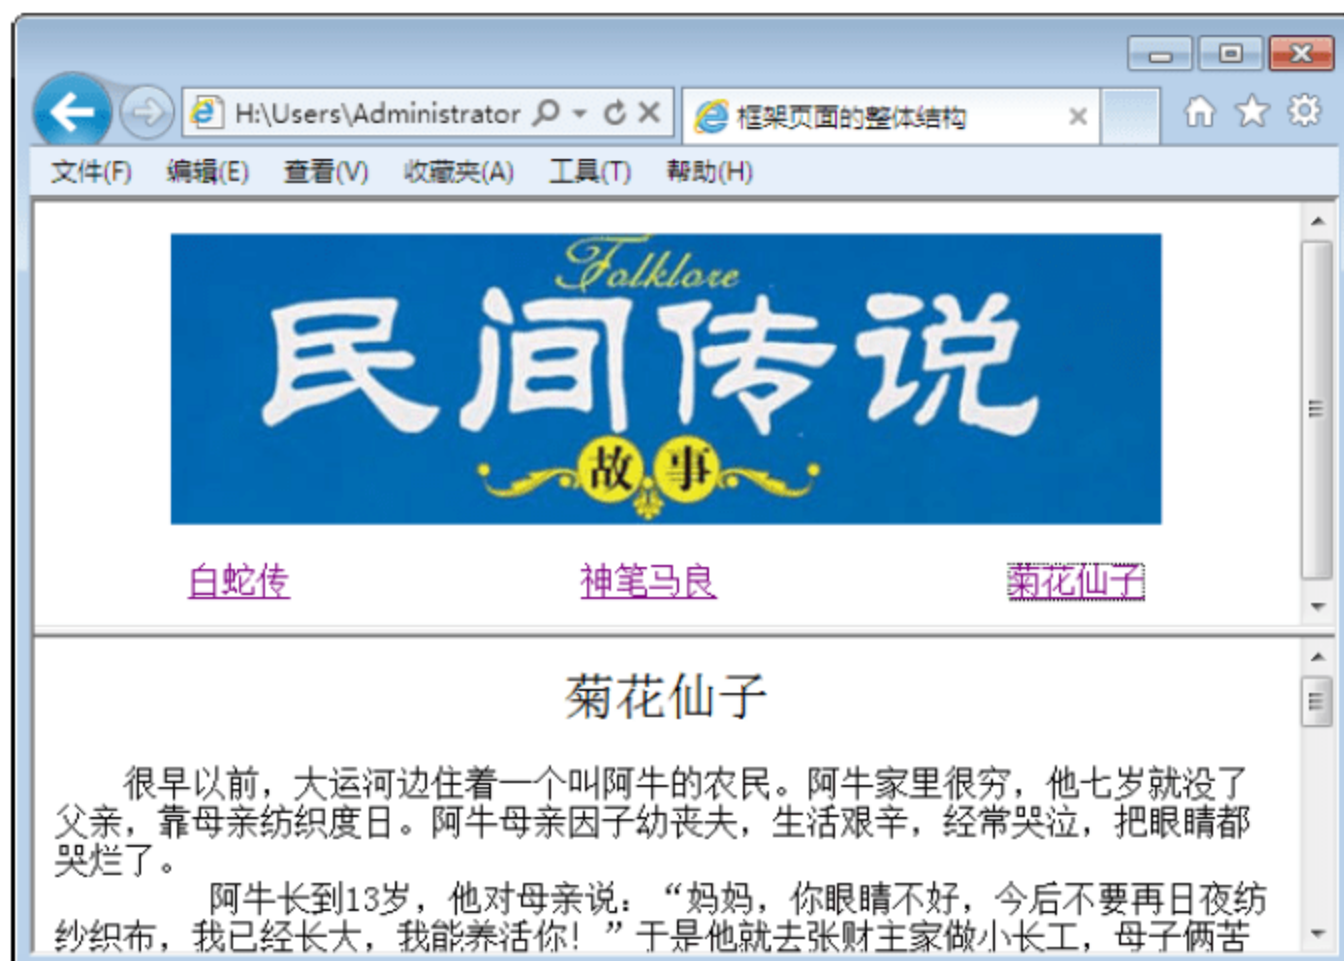 H:\Users\Administrator
框架页面的整体结构
文件(F) 编辑(E) 查看(V) 收藏夹(A) 工具(T) 帮助(H)
Folklore
民间传说
故事
白蛇传 神笔马良 菊花仙子
菊花仙子
很早以前，大运河边住着一个叫阿牛的农民。阿牛家里很穷，他七岁就没了
父亲，靠母亲纺织度日。阿牛母亲因子幼丧夫，生活艰辛，经常哭泣，把眼睛都
哭烂了。
阿牛长到13岁，他对母亲说：“妈妈，你眼睛不好，今后不要再日夜纺
纱织布，我已经长大，我能养活你！”于是他就去张财主家做小长工，母子俩苦